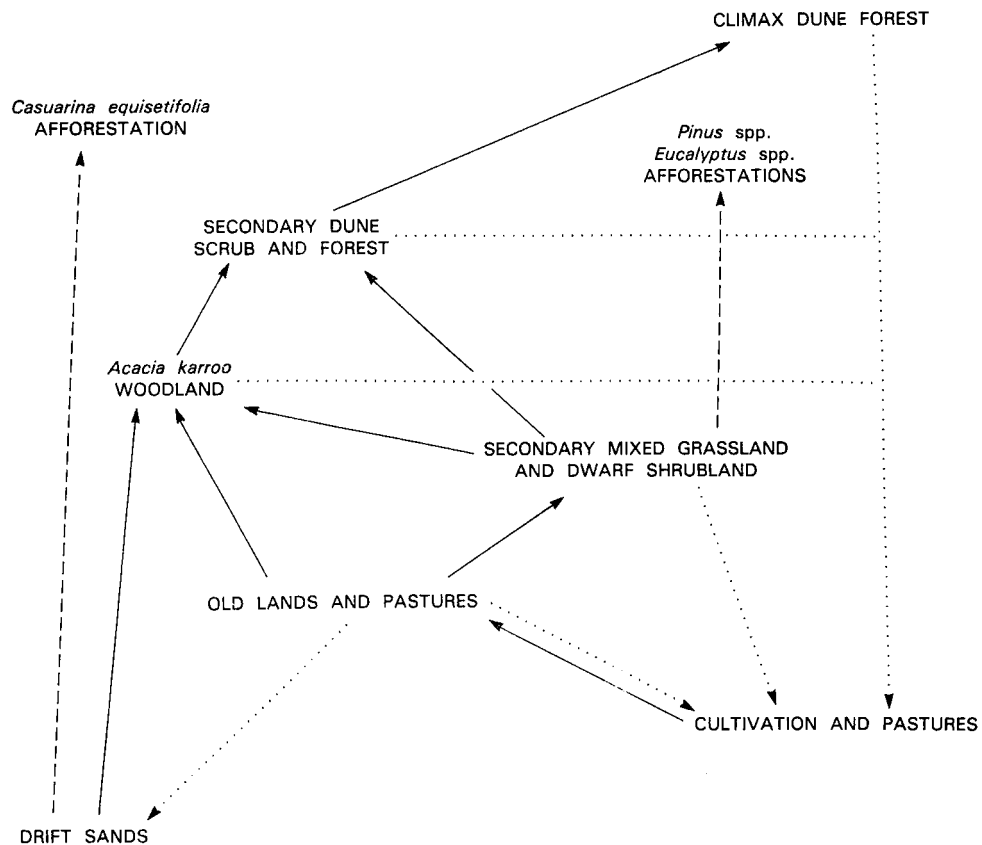 CLIMAX DUNE FOREST
Casuarina equisetifolia
AFFORESTATION
Pinus spp.
Eucalyptus spp.
AFFORESTATIONS
SECONDARY DUNE
SCRUB AND FOREST
Acacia karroo
WOODLAND
SECONDARY MIXED GRASSLAND
AND DWARF SHRUBLAND
OLD LANDS AND PASTURES
CULTIVATION AND PASTURES
DRIFT SANDS